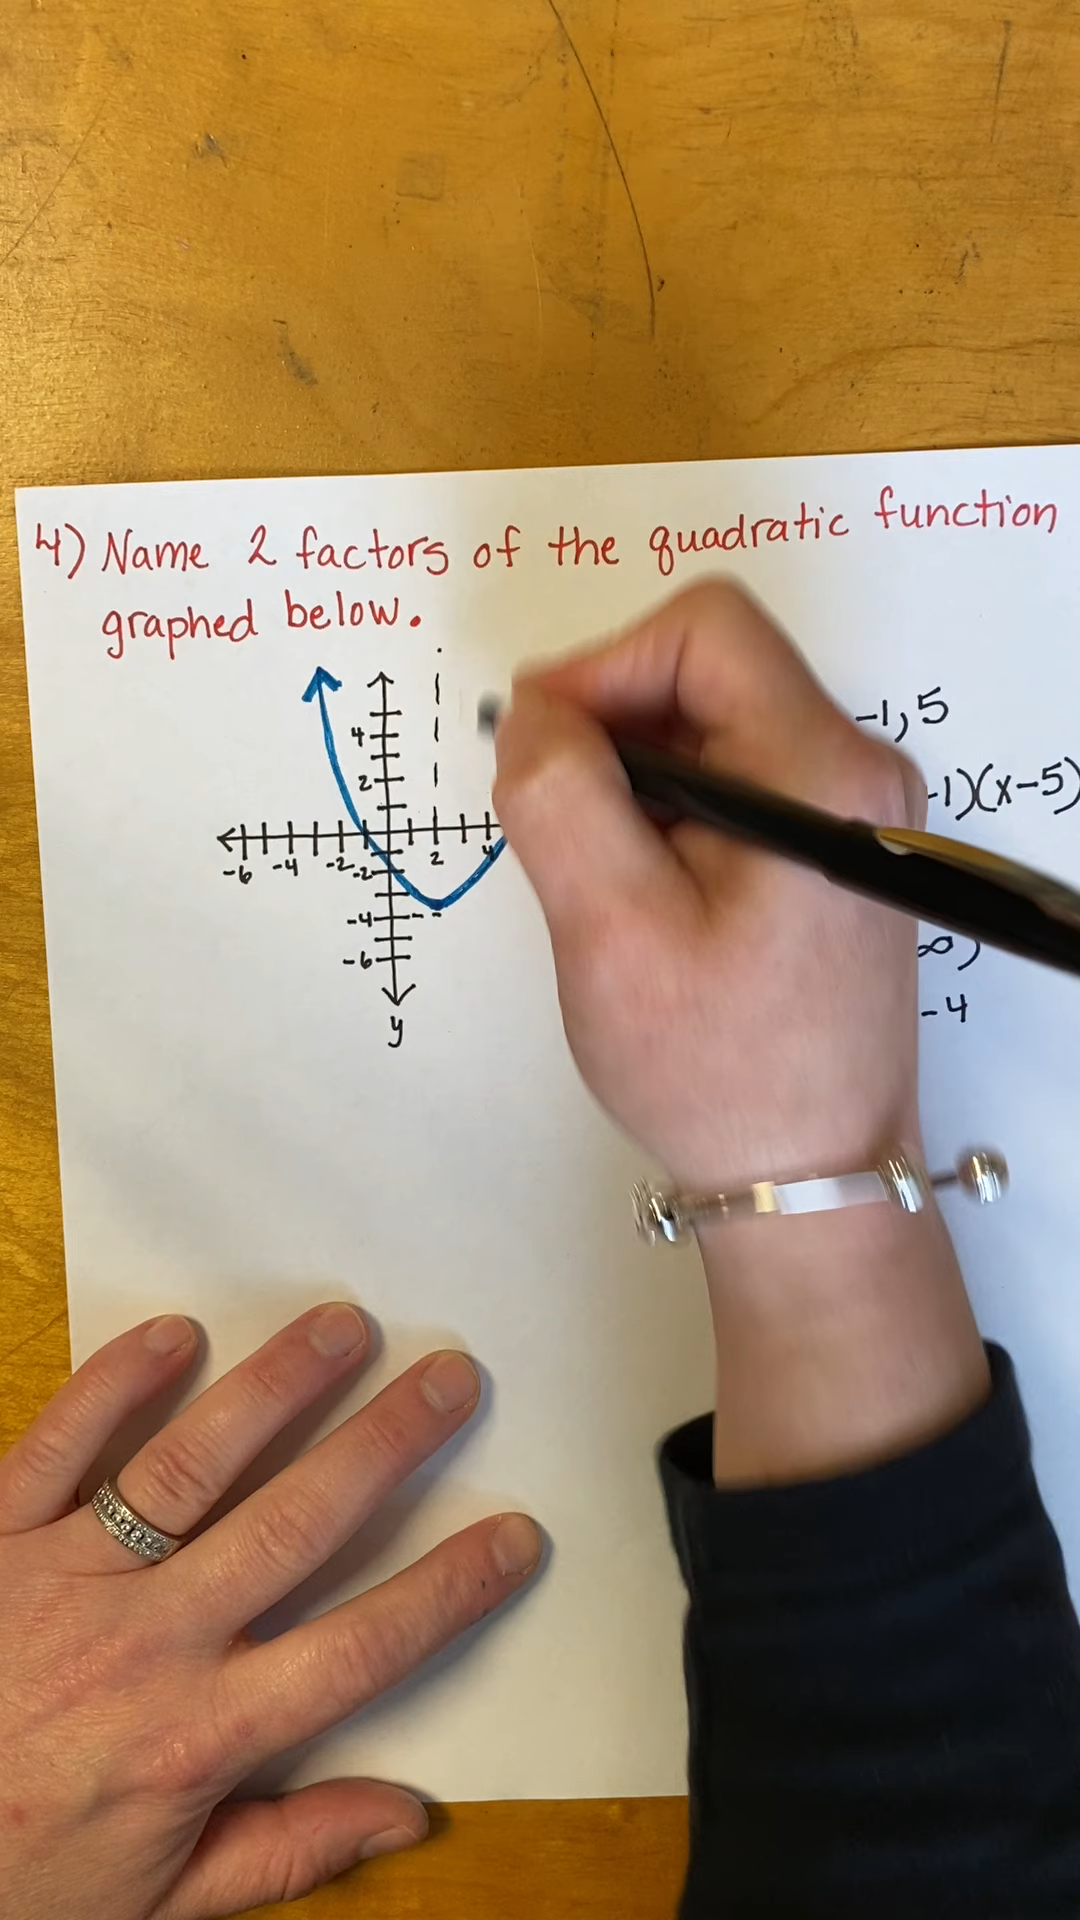 4) Name 2 factors of the quadratic function
graphed below.
-1, 5
-1)(x-5)
4
2
-6 -4 -2 2 4
-2
-4
-6
∞)
-4
y